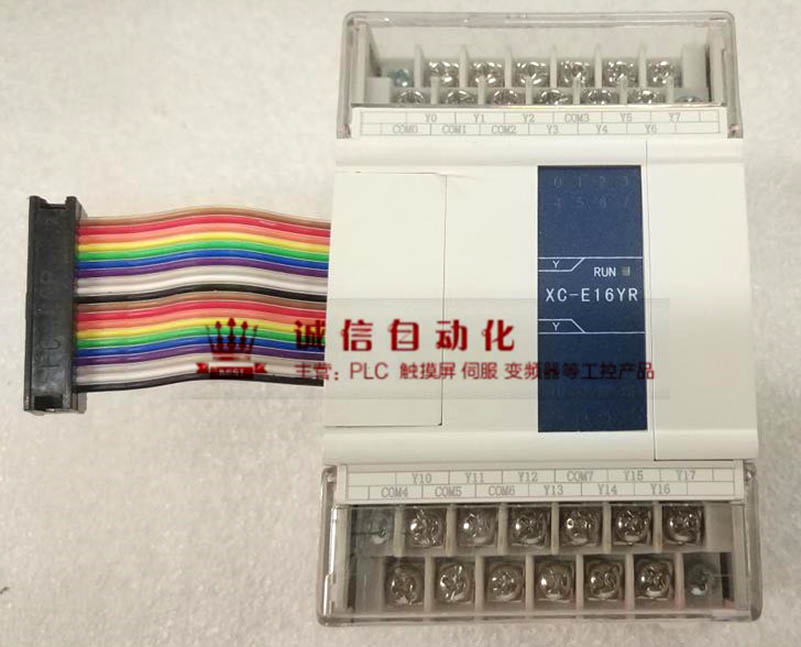 Y0 Y1 Y2 COM3 Y5 Y7
COM0 COM1 COM2 Y3 Y4 Y6
0 1 2 3
4 5 6 7
Y
RUN
XC-E16YR
Y
诚信自动化
主营：PLC 触摸屏 伺服 变频器等工控产品
Y10 Y11 Y12 COM7 Y15 Y17
COM4 COM5 COM6 Y13 Y14 Y16